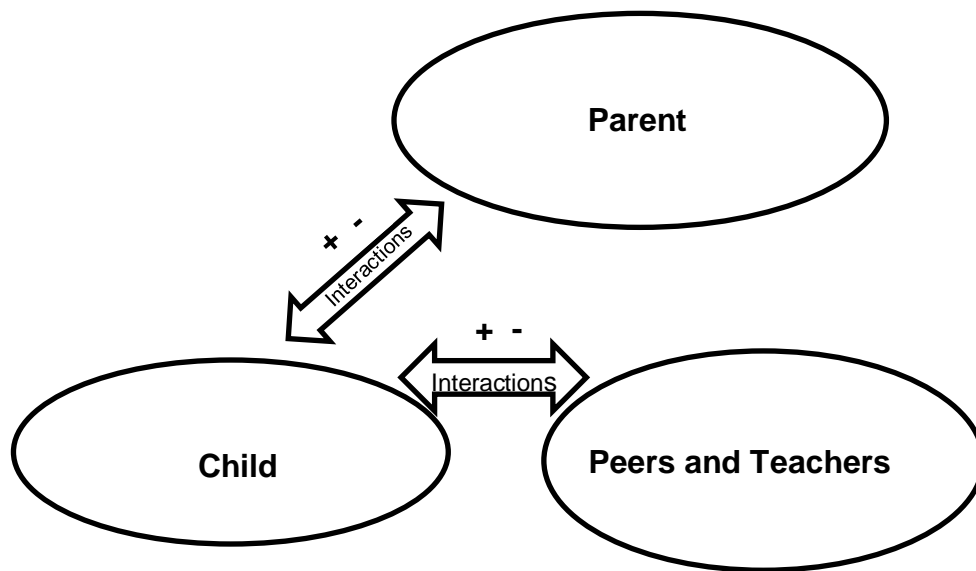 Parent
+ -
Interactions
+ -
Interactions
Child
Peers and Teachers